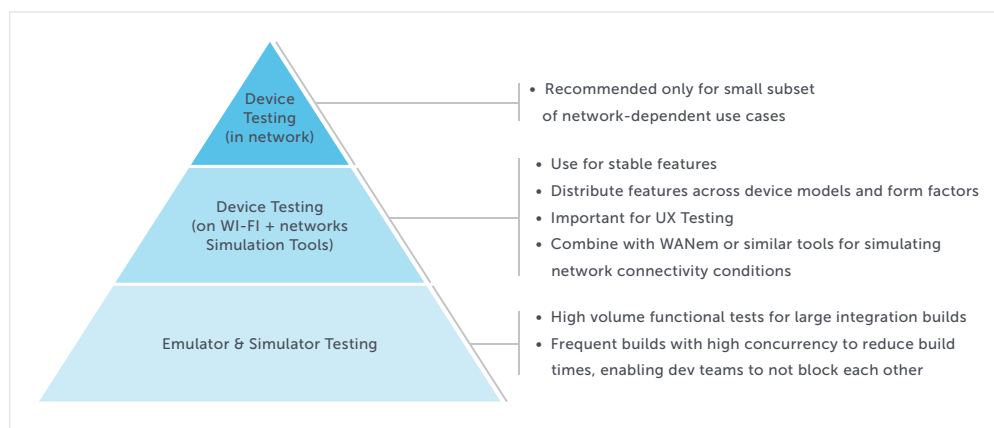 Device
Testing
(in network)
• Recommended only for small subset
of network-dependent use cases
Device Testing
(on WI-FI + networks
Simulation Tools)
• Use for stable features
• Distribute features across device models and form factors
• Important for UX Testing
• Combine with WANem or similar tools for simulating
network connectivity conditions
Emulator & Simulator Testing
• High volume functional tests for large integration builds
• Frequent builds with high concurrency to reduce build
times, enabling dev teams to not block each other